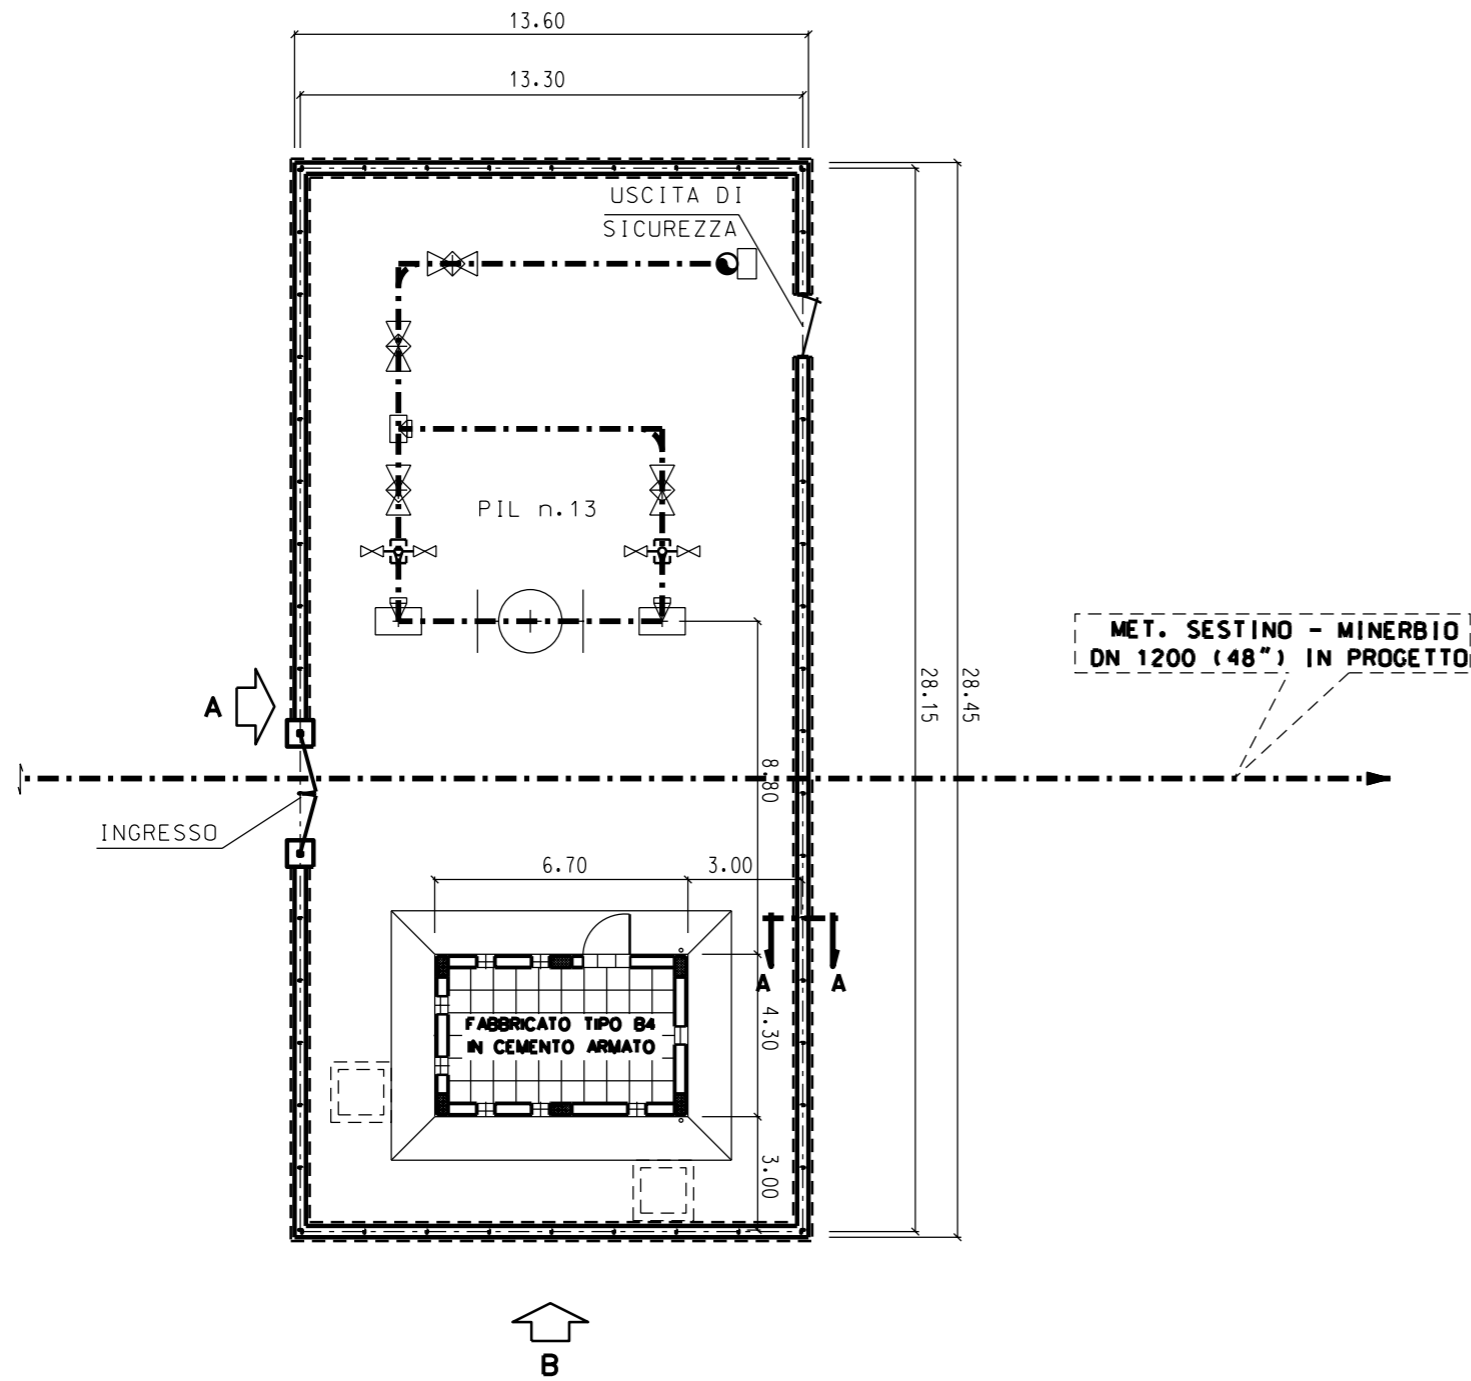 13.60
13.30
USCITA DI
SICUREZZA
PIL n.13
MET. SESTINO - MINERBIO
DN 1200 (48") IN PROGETTO
28.15
28.45
A
8.80
INGRESSO
6.70
3.00
A
A
FABBRICATO TIPO B4
IN CEMENTO ARMATO
4.30
3.00
B